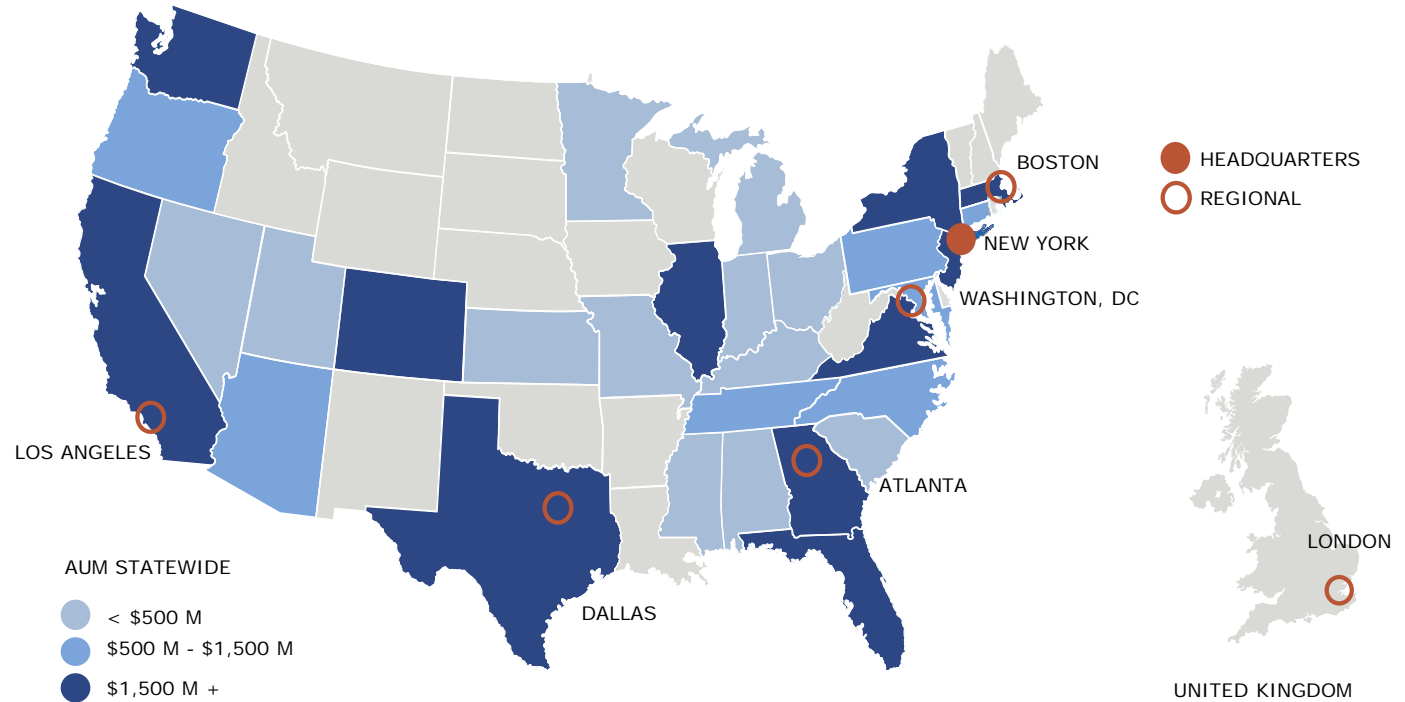 BOSTON
HEADQUARTERS
REGIONAL
NEW YORK
WASHINGTON, DC
LOS ANGELES
ATLANTA
LONDON
AUM STATEWIDE
DALLAS
< $500 M
$500 M - $1,500 M
$1,500 M +
UNITED KINGDOM